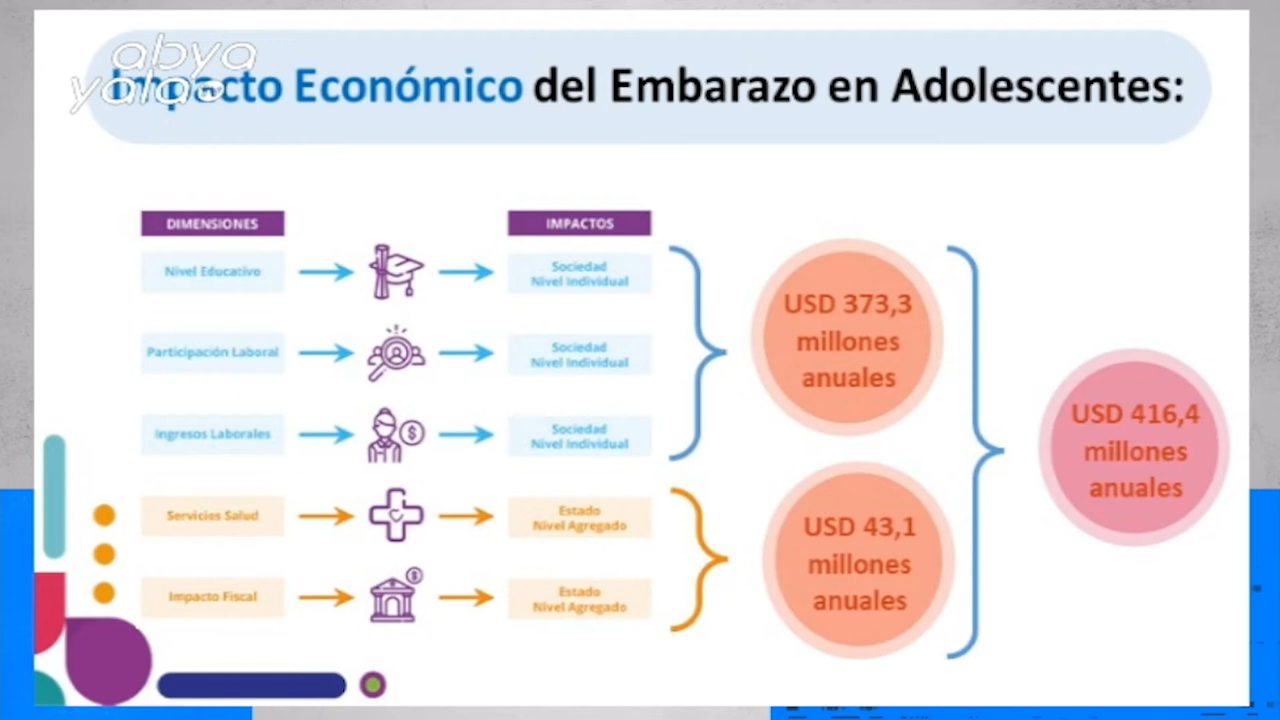 abya
yalao
Impacto Económico del Embarazo en Adolescentes:
DIMENSIONES
IMPACTOS
Nivel Educativo
Sociedad
Nivel Individual
Participación Laboral
Sociedad
Nivel Individual
Ingresos Laborales
Sociedad
Nivel Individual
USD 373,3
millones
anuales
Servicios Salud
Estado
Nivel Agregado
Impacto Fiscal
Estado
Nivel Agregado
USD 43,1
millones
anuales
USD 416,4
millones
anuales